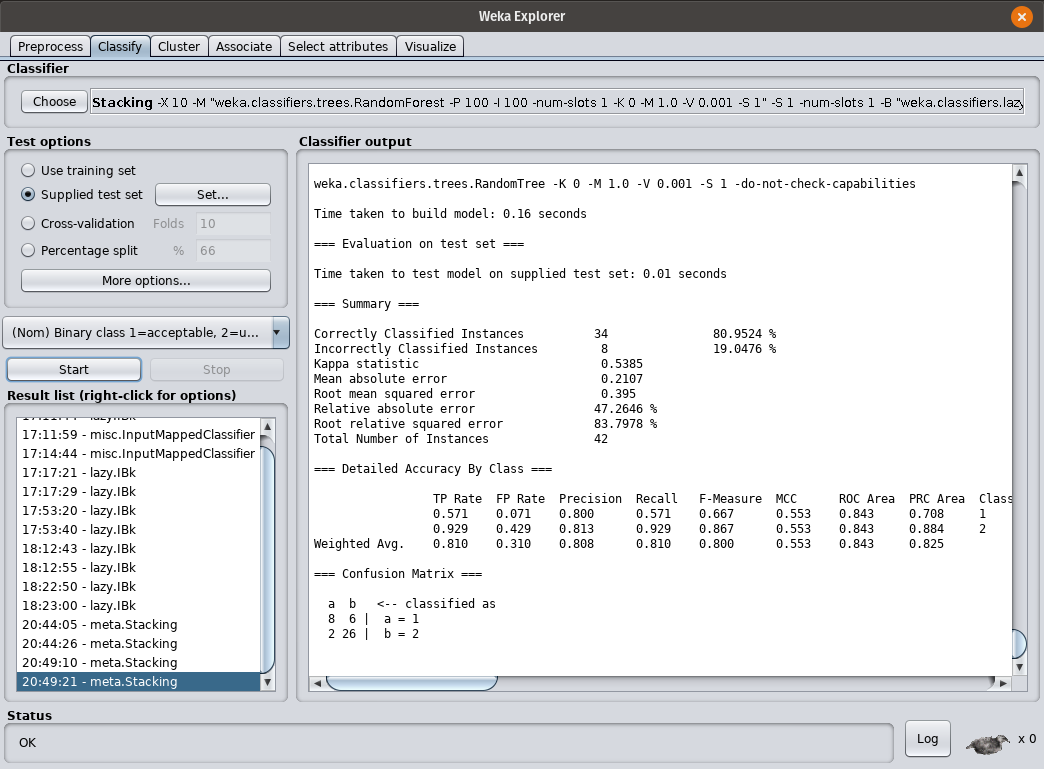 Weka Explorer
Preprocess Classify Cluster Associate Select attributes Visualize
Classifier
Choose Stacking -X 10 -M "weka.classifiers.trees.RandomForest -P 100 -I 100 -num-slots 1 -K 0 -M 1.0 -V 0.001 -S 1" -S 1 -num-slots 1 -B "weka.classifiers.lazy
Test options
Use training set
Supplied test set Set...
Cross-validation Folds 10
Percentage split % 66
More options...
(Nom) Binary class 1=acceptable, 2=u...
Start Stop
Result list (right-click for options)
17:11:59 - misc.InputMappedClassifier
17:14:44 - misc.InputMappedClassifier
17:17:21 - lazy.IBk
17:17:29 - lazy.IBk
17:53:20 - lazy.IBk
17:53:40 - lazy.IBk
18:12:43 - lazy.IBk
18:12:55 - lazy.IBk
18:22:50 - lazy.IBk
18:23:00 - lazy.IBk
20:44:05 - meta.Stacking
20:44:26 - meta.Stacking
20:49:10 - meta.Stacking
20:49:21 - meta.Stacking
Classifier output
weka.classifiers.trees.RandomTree -K 0 -M 1.0 -V 0.001 -S 1 -do-not-check-capabilities
Time taken to build model: 0.16 seconds
=== Evaluation on test set ===
Time taken to test model on supplied test set: 0.01 seconds
=== Summary ===
Correctly Classified Instances 34 80.9524 %
Incorrectly Classified Instances 8 19.0476 %
Kappa statistic 0.5385
Mean absolute error 0.2107
Root mean squared error 0.395
Relative absolute error 47.2646 %
Root relative squared error 83.7978 %
Total Number of Instances 42
=== Detailed Accuracy By Class ===
TP Rate FP Rate Precision Recall F-Measure MCC ROC Area PRC Area Class
0.571 0.071 0.800 0.571 0.667 0.553 0.843 0.708 1
0.929 0.429 0.813 0.929 0.867 0.553 0.843 0.884 2
Weighted Avg. 0.810 0.310 0.808 0.810 0.800 0.553 0.843 0.825
=== Confusion Matrix ===
a b <-- classified as
8 6 | a = 1
2 26 | b = 2
Status
OK
Log x 0